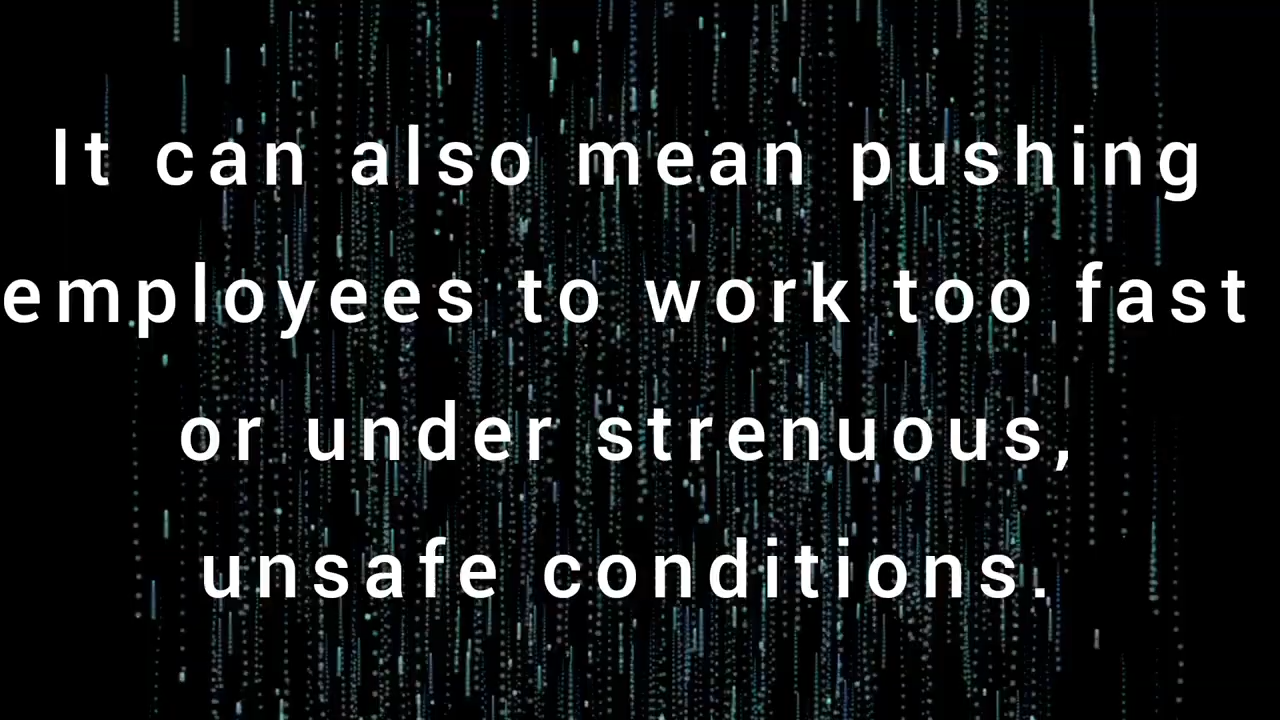 It can also mean pushing
employees to work too fast
or under strenuous,
unsafe conditions.